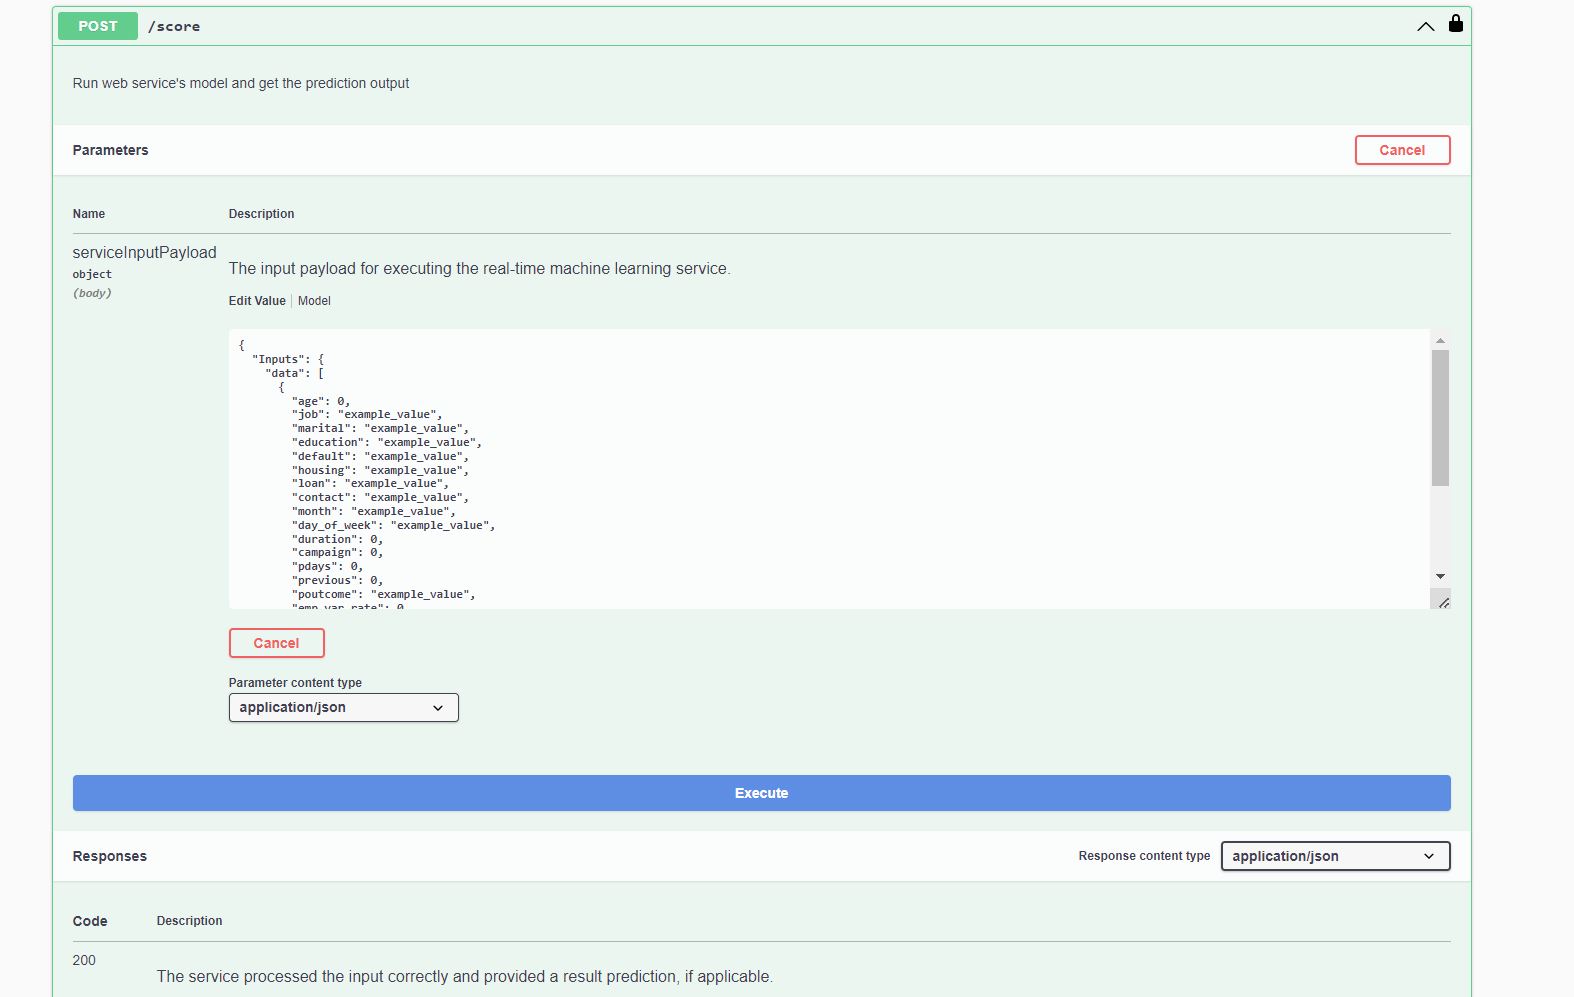 POST /score
Run web service's model and get the prediction output
Parameters
Cancel
Name Description
serviceInputPayload
object
(body)
The input payload for executing the real-time machine learning service.
Edit Value Model
{
  "Inputs": {
    "data": [
      {
        "age": 0,
        "job": "example_value",
        "marital": "example_value",
        "education": "example_value",
        "default": "example_value",
        "housing": "example_value",
        "loan": "example_value",
        "contact": "example_value",
        "month": "example_value",
        "day_of_week": "example_value",
        "duration": 0,
        "campaign": 0,
        "pdays": 0,
        "previous": 0,
        "poutcome": "example_value",
        "emp.var.rate": 0
Cancel
Parameter content type
application/json
Execute
Responses Response content type application/json
Code Description
200
The service processed the input correctly and provided a result prediction, if applicable.